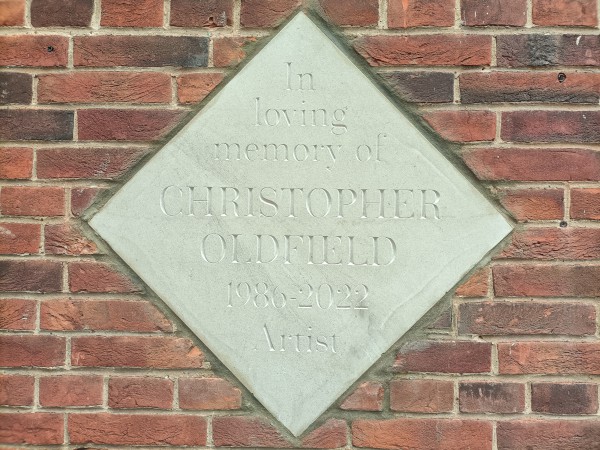 In
loving
memory of
CHRISTOPHER
OLDFIELD
1986-2022
Artist